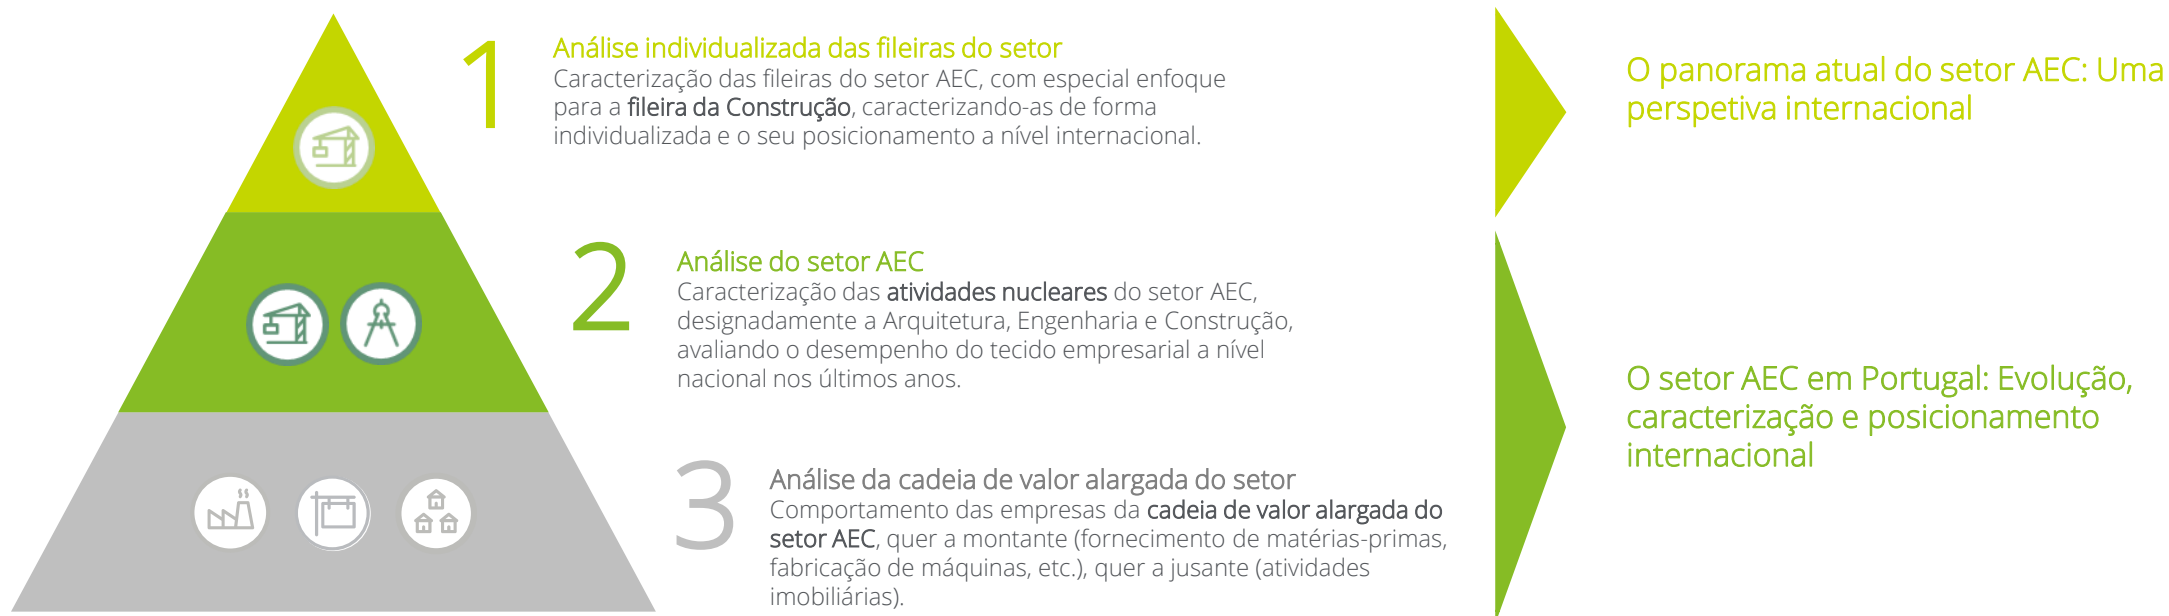 1
Análise individualizada das fileiras do setor
Caracterização das fileiras do setor AEC, com especial enfoque
para a fileira da Construção, caracterizando-as de forma
individualizada e o seu posicionamento a nível internacional.
O panorama atual do setor AEC: Uma
perspetiva internacional
2
Análise do setor AEC
Caracterização das atividades nucleares do setor AEC,
designadamente a Arquitetura, Engenharia e Construção,
avaliando o desempenho do tecido empresarial a nível
nacional nos últimos anos.
O setor AEC em Portugal: Evolução,
caracterização e posicionamento
internacional
3
Análise da cadeia de valor alargada do setor
Comportamento das empresas da cadeia de valor alargada do
setor AEC, quer a montante (fornecimento de matérias-primas,
fabricação de máquinas, etc.), quer a jusante (atividades
imobiliárias).